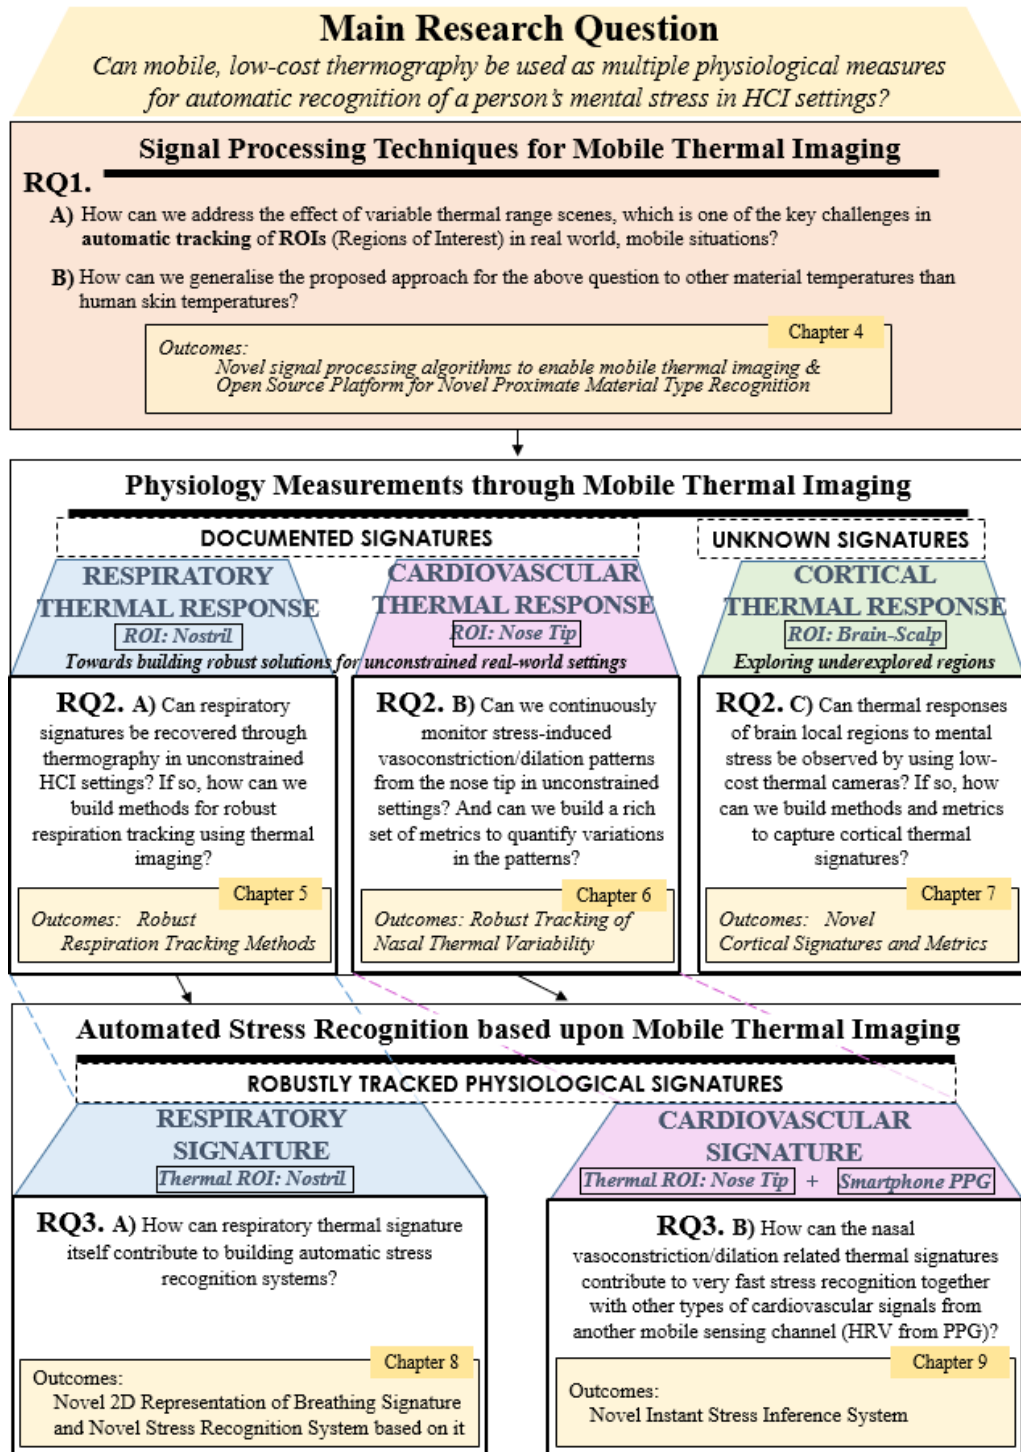 Main Research Question
Can mobile, low-cost thermography be used as multiple physiological measures
for automatic recognition of a person's mental stress in HCI settings?
Signal Processing Techniques for Mobile Thermal Imaging
RQ1.
A) How can we address the effect of variable thermal range scenes, which is one of the key challenges in
automatic tracking of ROIs (Regions of Interest) in real world, mobile situations?
B) How can we generalise the proposed approach for the above question to other material temperatures than
human skin temperatures?
Chapter 4
Outcomes:
Novel signal processing algorithms to enable mobile thermal imaging &
Open Source Platform for Novel Proximate Material Type Recognition
Physiology Measurements through Mobile Thermal Imaging
DOCUMENTED SIGNATURES
UNKNOWN SIGNATURES
RESPIRATORY
THERMAL RESPONSE
ROI: Nostril
CARDIOVASCULAR
THERMAL RESPONSE
ROI: Nose Tip
Towards building robust solutions for unconstrained real-world settings
CORTICAL
THERMAL RESPONSE
ROI: Brain-Scalp
Exploring underexplored regions
RQ2. A) Can respiratory
signatures be recovered through
thermography in unconstrained
HCI settings? If so, how can we
build methods for robust
respiration tracking using thermal
imaging?
Chapter 5
Outcomes: Robust
Respiration Tracking Methods
RQ2. B) Can we continuously
monitor stress-induced
vasoconstriction/dilation patterns
from the nose tip in unconstrained
settings? And can we build a rich
set of metrics to quantify variations
in the patterns?
Chapter 6
Outcomes: Robust Tracking of
Nasal Thermal Variability
RQ2. C) Can thermal responses
of brain local regions to mental
stress be observed by using low-
cost thermal cameras? If so, how
can we build methods and metrics
to capture cortical thermal
signatures?
Chapter 7
Outcomes: Novel
Cortical Signatures and Metrics
Automated Stress Recognition based upon Mobile Thermal Imaging
ROBUSTLY TRACKED PHYSIOLOGICAL SIGNATURES
RESPIRATORY
SIGNATURE
Thermal ROI: Nostril
CARDIOVASCULAR
SIGNATURE
Thermal ROI: Nose Tip + Smartphone PPG
RQ3. A) How can respiratory thermal signature
itself contribute to building automatic stress
recognition systems?
Chapter 8
Outcomes:
Novel 2D Representation of Breathing Signature
and Novel Stress Recognition System based on it
RQ3. B) How can the nasal
vasoconstriction/dilation related thermal signatures
contribute to very fast stress recognition together
with other types of cardiovascular signals from
another mobile sensing channel (HRV from PPG)?
Chapter 9
Outcomes:
Novel Instant Stress Inference System